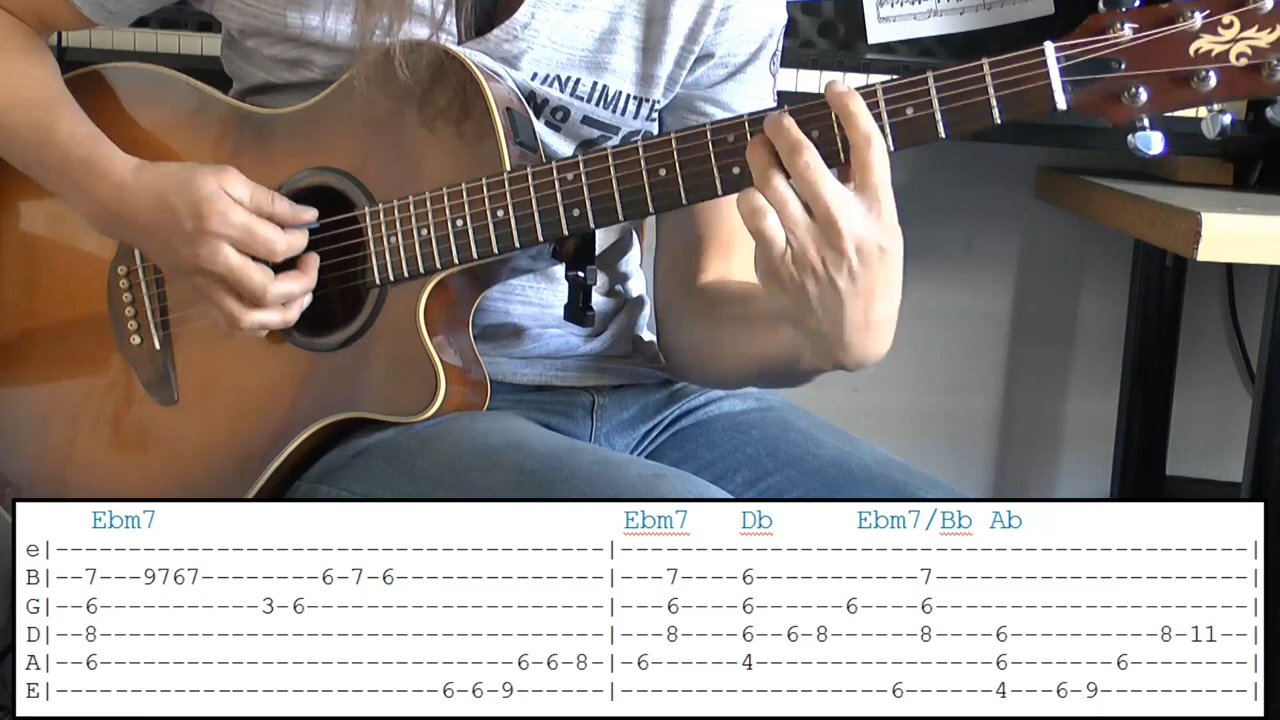 UNLIMITE
Ebm7 Ebm7 Db Ebm7/Bb Ab
e|-------------------------------------|------------------------------------------|
B|--7---9767--------6-7-6--------------|---7----6-----------7---------------------|
G|--6-----------3-6--------------------|---6----6------6----6---------------------|
D|--8----------------------------------|---8----6--6-8------8----6----------8-11--|
A|--6----------------------------6-6-8-|-6------4----------------6-------6--------|
E|--------------------------6-6-9------|------------------6------4---6-9----------|